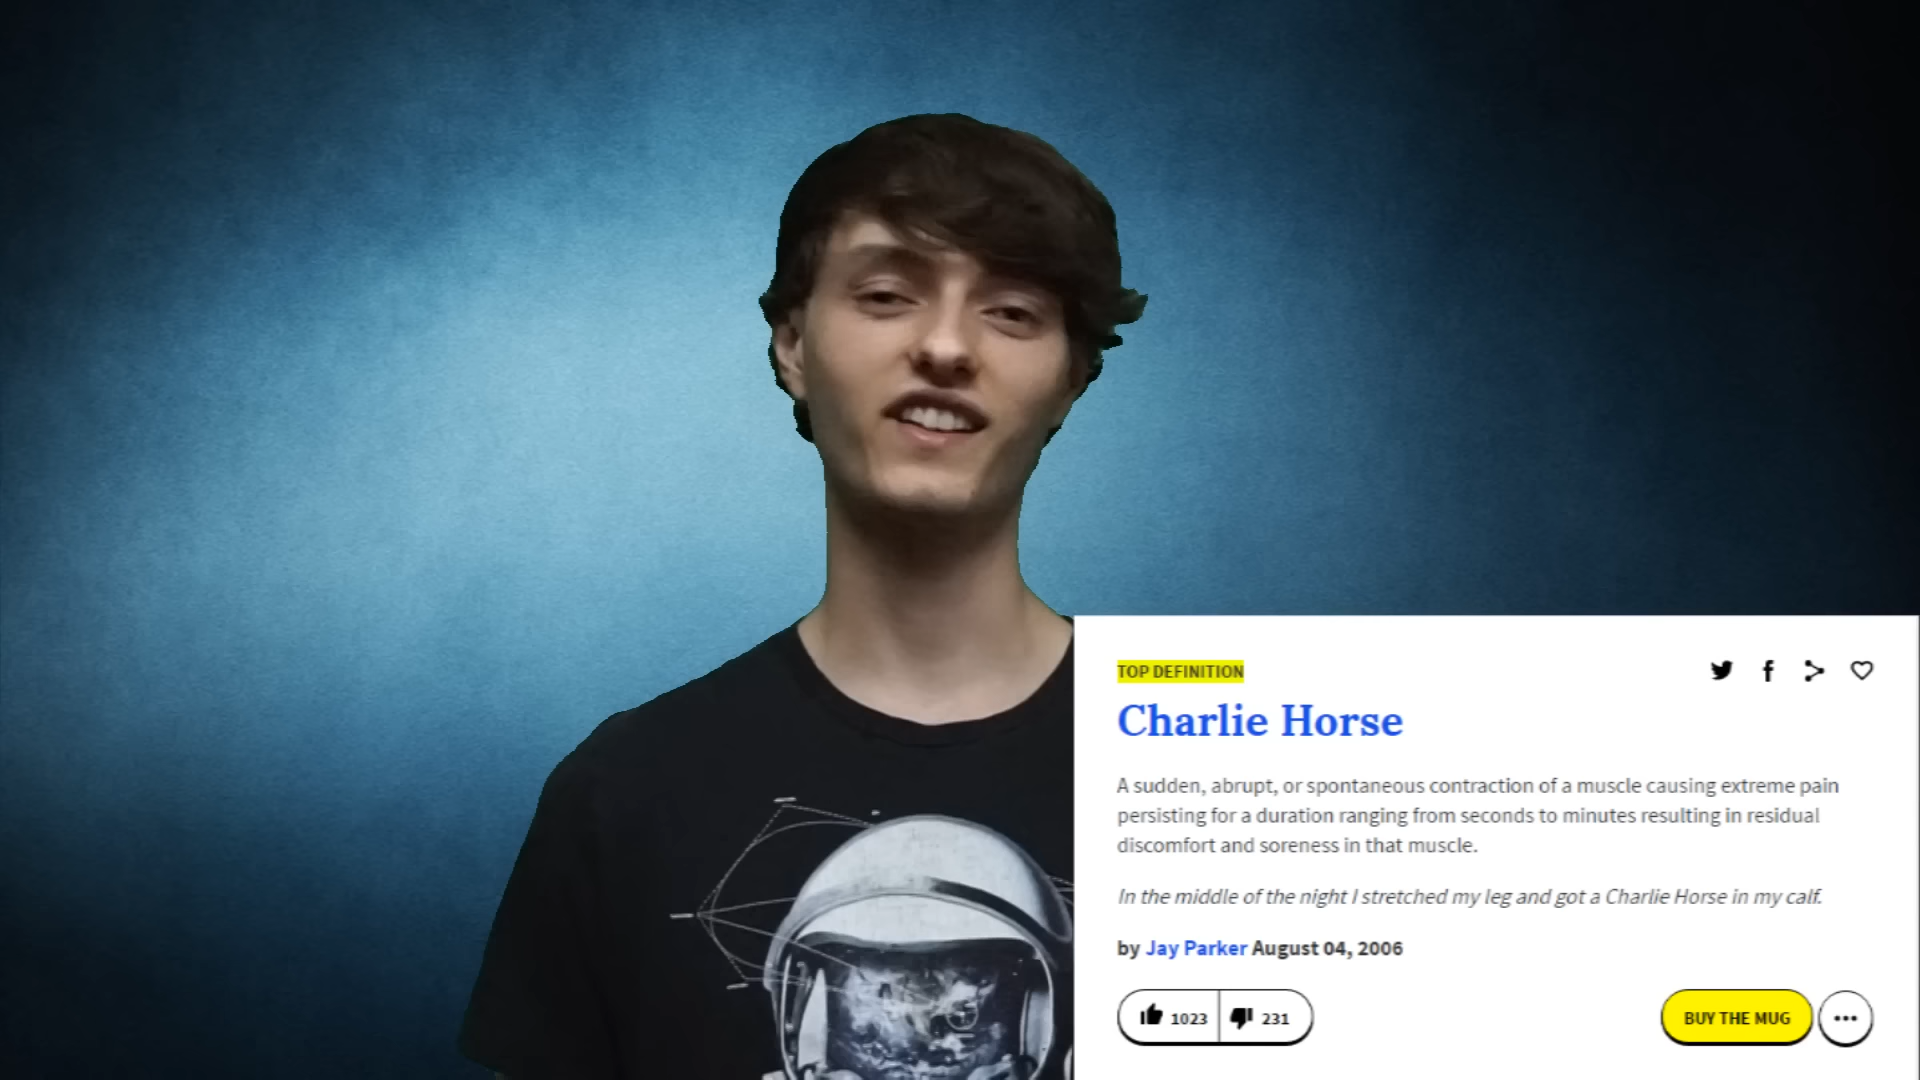 TOP DEFINITION
Charlie Horse
A sudden, abrupt, or spontaneous contraction of a muscle causing extreme pain
persisting for a duration ranging from seconds to minutes resulting in residual
discomfort and soreness in that muscle.
In the middle of the night I stretched my leg and got a Charlie Horse in my calf.
by Jay Parker August 04, 2006
1023 231
BUY THE MUG